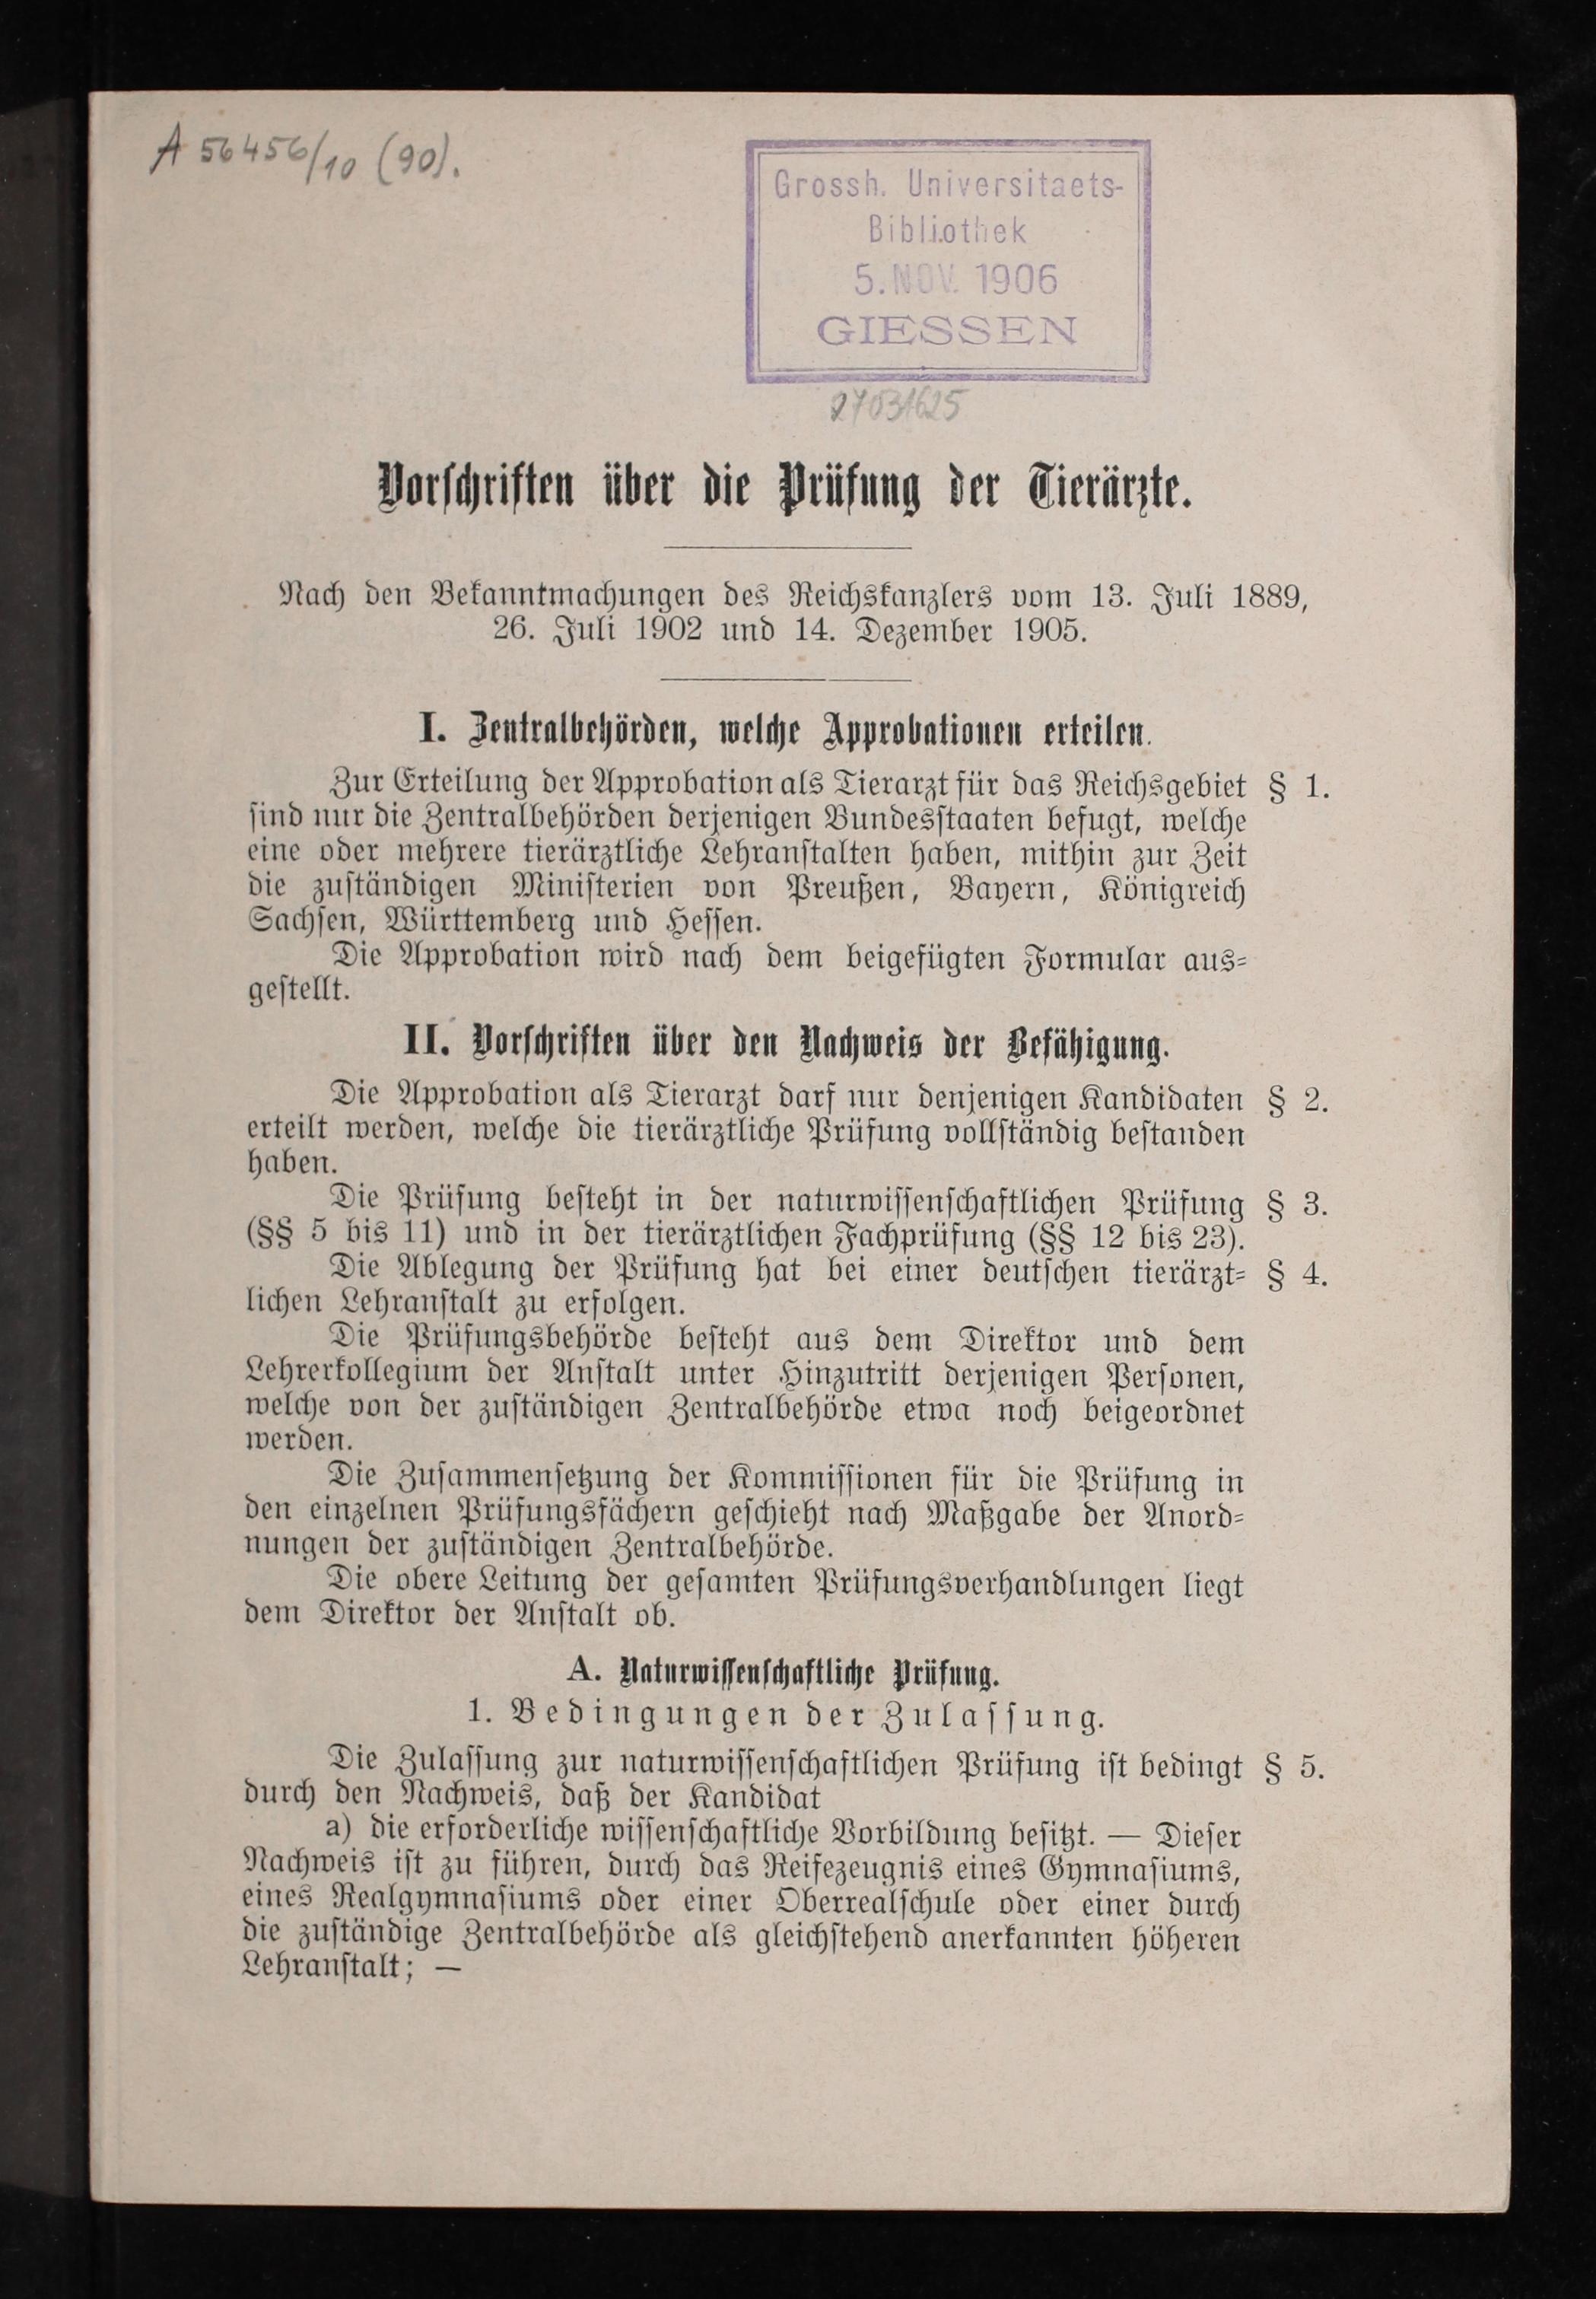 A 56456/10 (90).
Grossh. Universitaets-
Bibliothek
5. NOV. 1906
GIESSEN
Vorschriften über die Prüfung der Tierärzte.
Nach den Bekanntmachungen des Reichskanzlers vom 13. Juli 1889,
26. Juli 1902 und 14. Dezember 1905.
I. Zentralbehörden, welche Approbationen erteilen.
Zur Erteilung der Approbation als Tierarzt für das Reichsgebiet § 1.
sind nur die Zentralbehörden derjenigen Bundesstaaten befugt, welche
eine oder mehrere tierärztliche Lehranstalten haben, mithin zur Zeit
die zuständigen Ministerien von Preußen, Bayern, Königreich
Sachsen, Württemberg und Hessen.
Die Approbation wird nach dem beigefügten Formular aus-
gestellt.
II. Vorschriften über den Nachweis der Befähigung.
Die Approbation als Tierarzt darf nur denjenigen Kandidaten § 2.
erteilt werden, welche die tierärztliche Prüfung vollständig bestanden
haben.
Die Prüfung besteht in der naturwissenschaftlichen Prüfung § 3.
(§§ 5 bis 11) und in der tierärztlichen Fachprüfung (§§ 12 bis 23).
Die Ablegung der Prüfung hat bei einer deutschen tierärzt- § 4.
lichen Lehranstalt zu erfolgen.
Die Prüfungsbehörde besteht aus dem Direktor und dem
Lehrerkollegium der Anstalt unter Hinzutritt derjenigen Personen,
welche von der zuständigen Zentralbehörde etwa noch beigeordnet
werden.
Die Zusammensetzung der Kommissionen für die Prüfung in
den einzelnen Prüfungsfächern geschieht nach Maßgabe der Anord-
nungen der zuständigen Zentralbehörde.
Die obere Leitung der gesamten Prüfungsverhandlungen liegt
dem Direktor der Anstalt ob.
A. Naturwissenschaftliche Prüfung.
1. Bedingungen der Zulassung.
Die Zulassung zur naturwissenschaftlichen Prüfung ist bedingt § 5.
durch den Nachweis, daß der Kandidat
a) die erforderliche wissenschaftliche Vorbildung besitzt. — Dieser
Nachweis ist zu führen, durch das Reifezeugnis eines Gymnasiums,
eines Realgymnasiums oder einer Oberrealschule oder einer durch
die zuständige Zentralbehörde als gleichstehend anerkannten höheren
Lehranstalt; —